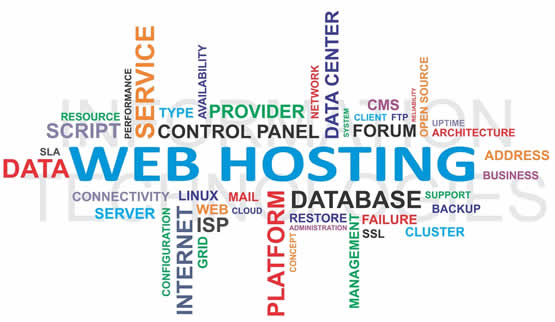 INFORMATION
TECHNOLOGIES
PERFORMANCE
SERVICE
AVAILABILITY
NETWORK
DATA CENTER
SYSTEM
RELIABILITY
OPEN SOURCE
RESOURCE
TYPE
PROVIDER
CMS
CLIENT
FTP
UPTIME
SCRIPT
CONTROL PANEL
FORUM
ARCHITECTURE
SLA
DATA
WEB HOSTING
ADDRESS
BUSINESS
CONNECTIVITY
LINUX
MAIL
DATABASE
SUPPORT
SERVER
WEB
CLOUD
RESTORE
BACKUP
ISP
ADMINISTRATION
FAILURE
SSL
CLUSTER
CONFIGURATION
INTERNET
GRID
PLATFORM
CONCEPT
MANAGEMENT